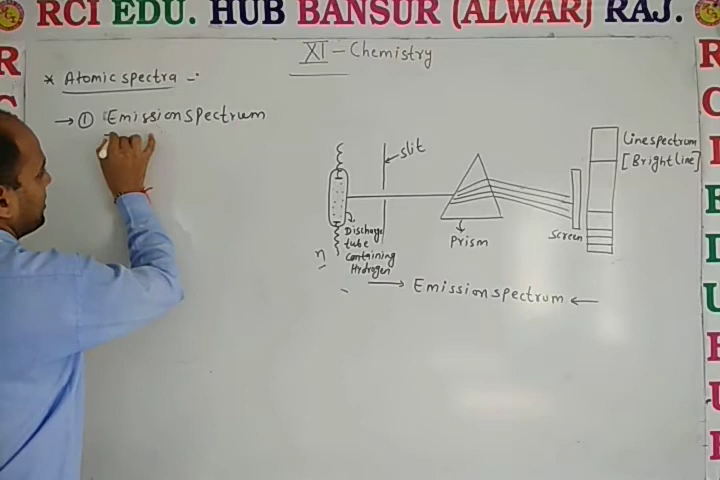 RCI EDU. HUB BANSUR (ALWAR) RAJ.
XI - Chemistry
* Atomic spectra -:
→ ① Emission spectrum
slit
Line spectrum
[Bright line]
Discharge
tube
containing
Hydrogen
Prism
Screen
→ Emission spectrum ←